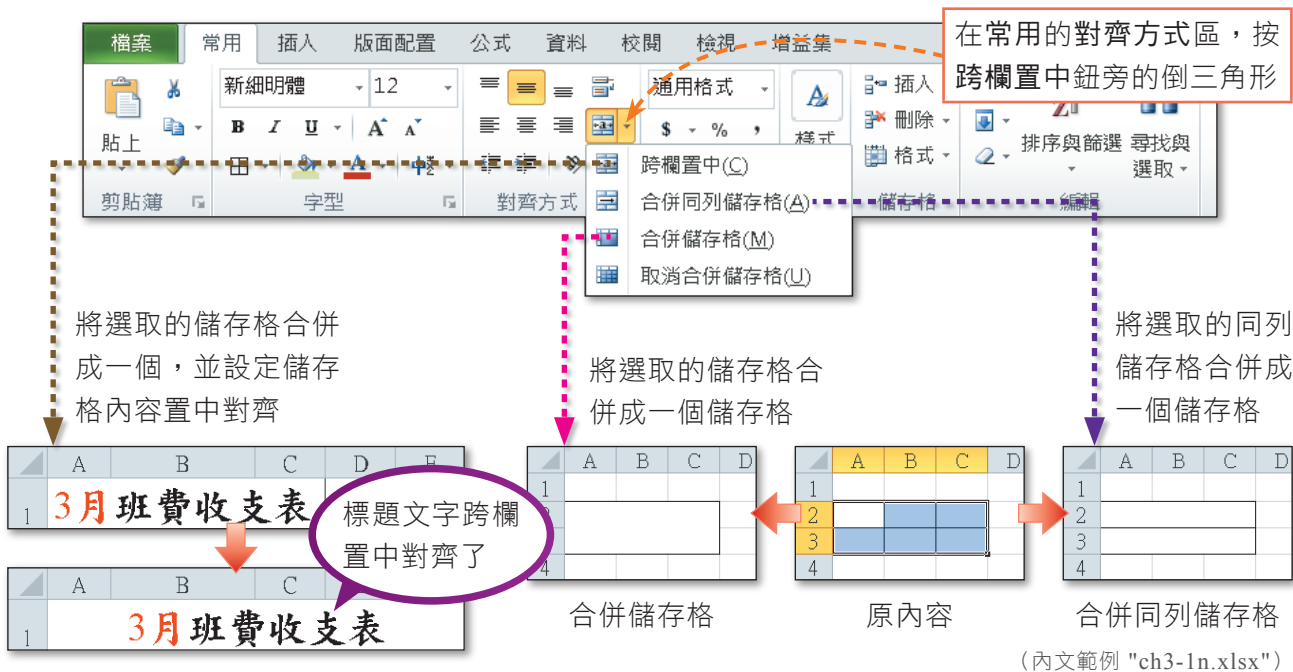 在常用的對齊方式區，按
跨欄置中鈕旁的倒三角形
檔案 常用 插入 版面配置 公式 資料 校閱 檢視 增益集
新細明體 12 通用格式 插入
B I U A A $ % , 樣式 刪除 排序與篩選 尋找與
貼上 A 中 格式 選取
剪貼簿 字型 對齊方式 儲存格 編輯
跨欄置中(C)
合併同列儲存格(A)
合併儲存格(M)
取消合併儲存格(U)
將選取的儲存格合併
成一個，並設定儲存
格內容置中對齊
將選取的儲存格合
併成一個儲存格
將選取的同列
儲存格合併成
一個儲存格
A B C D E
1 3月班費收支表
標題文字跨欄
置中對齊了
A B C
1 3月班費收支表
A B C D
1
3
4
合併儲存格
A B C D
1
2
3
4
原內容
A B C D
1
2
3
4
合併同列儲存格
（內文範例 "ch3-1n.xlsx"）